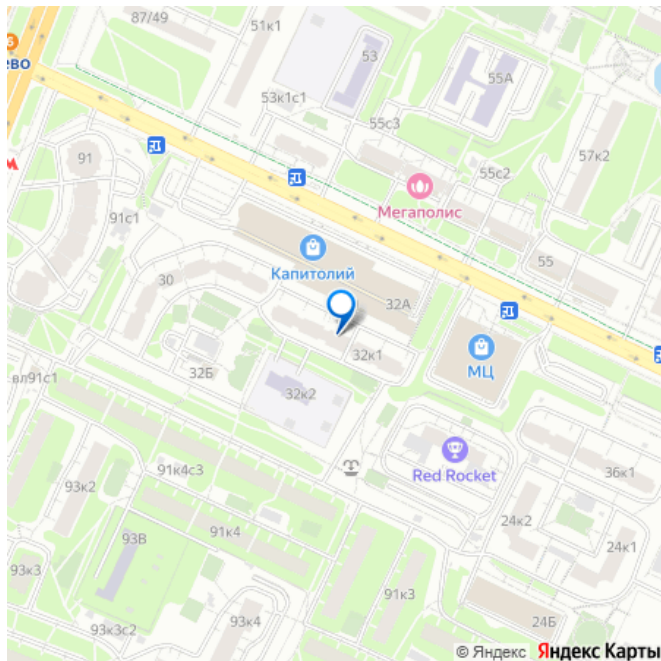 87/49
51к1
6
ево
53
55А
53к1с1
55с3
57к2
91
м
55с2
Мегаполис
91с1
55
Капитолий
30
32А
МЦ
32к1
32Б
вл91с1
32к2
Red Rocket
36к1
91к4с3
93к2
24к2
91к4
24к1
93В
93к3
91к3
93к4
24Б
93к3с2
© Яндекс Яндекс Карты